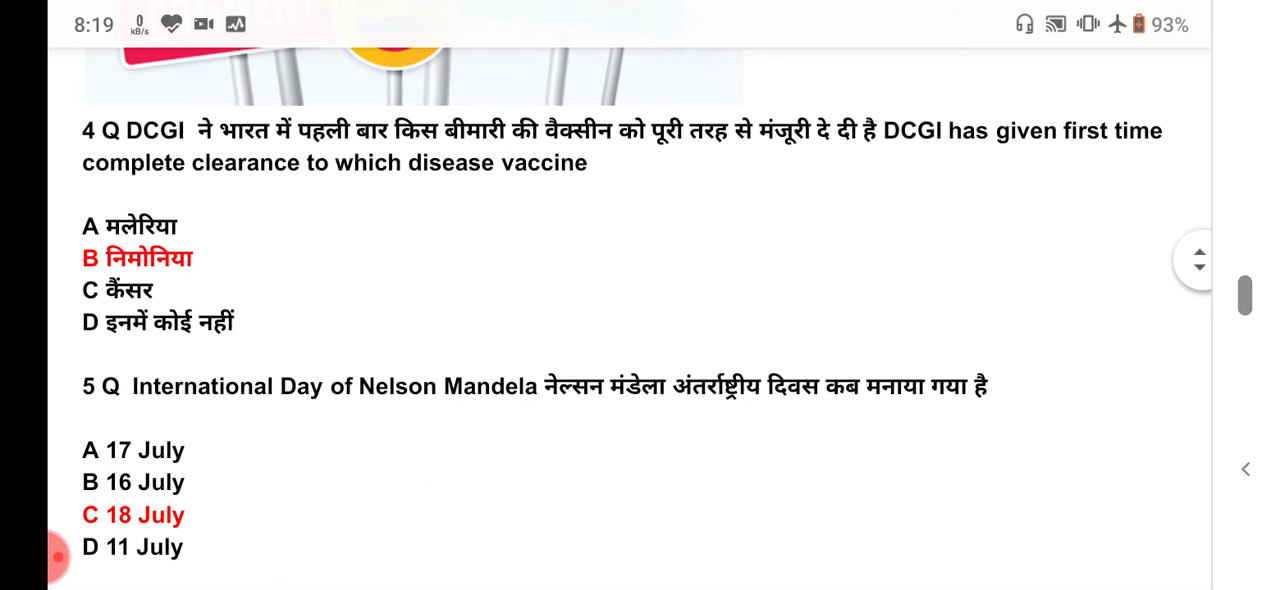 8:19 0 kB/s 93%
4 Q DCGI ने भारत में पहली बार किस बीमारी की वैक्सीन को पूरी तरह से मंजूरी दे दी है DCGI has given first time
complete clearance to which disease vaccine
A मलेरिया
B निमोनिया
C कैंसर
D इनमें कोई नहीं
5 Q International Day of Nelson Mandela नेल्सन मंडेला अंतर्राष्ट्रीय दिवस कब मनाया गया है
A 17 July
B 16 July
C 18 July
D 11 July